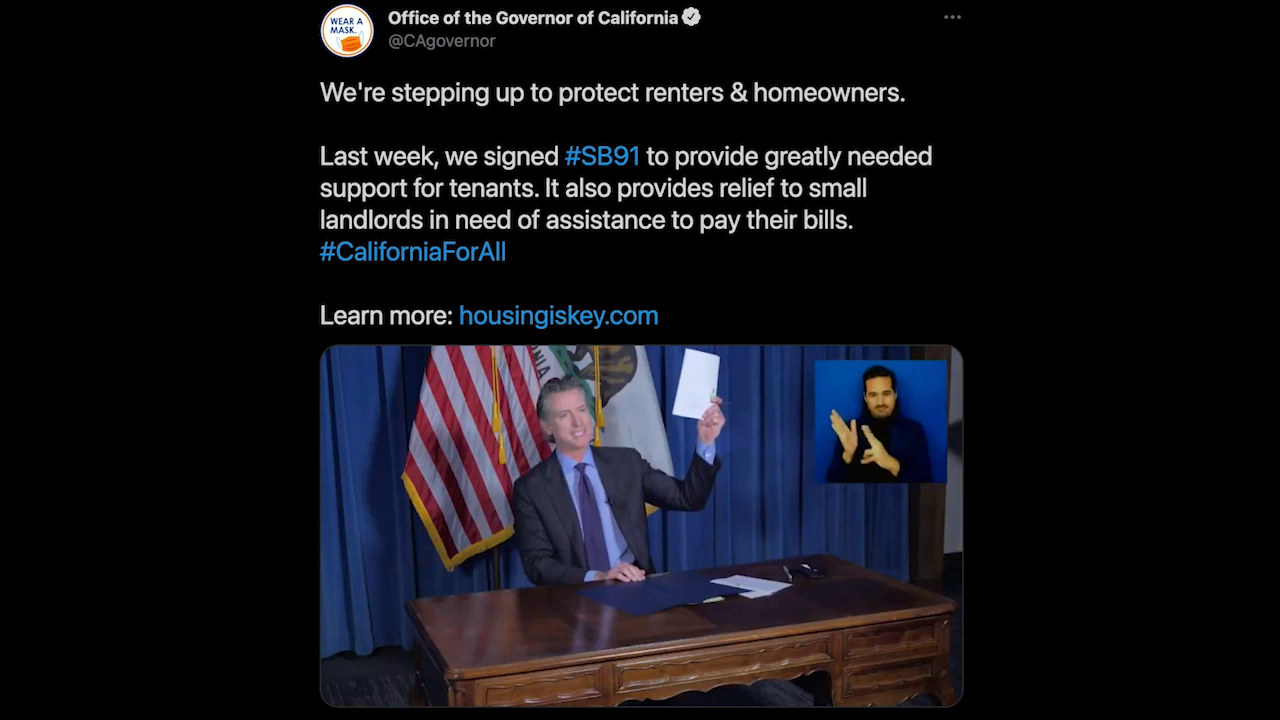 WEAR A
MASK.
Office of the Governor of California
@CAgovernor
We're stepping up to protect renters & homeowners.
Last week, we signed #SB91 to provide greatly needed
support for tenants. It also provides relief to small
landlords in need of assistance to pay their bills.
#CaliforniaForAll
Learn more: housingiskey.com
NIA